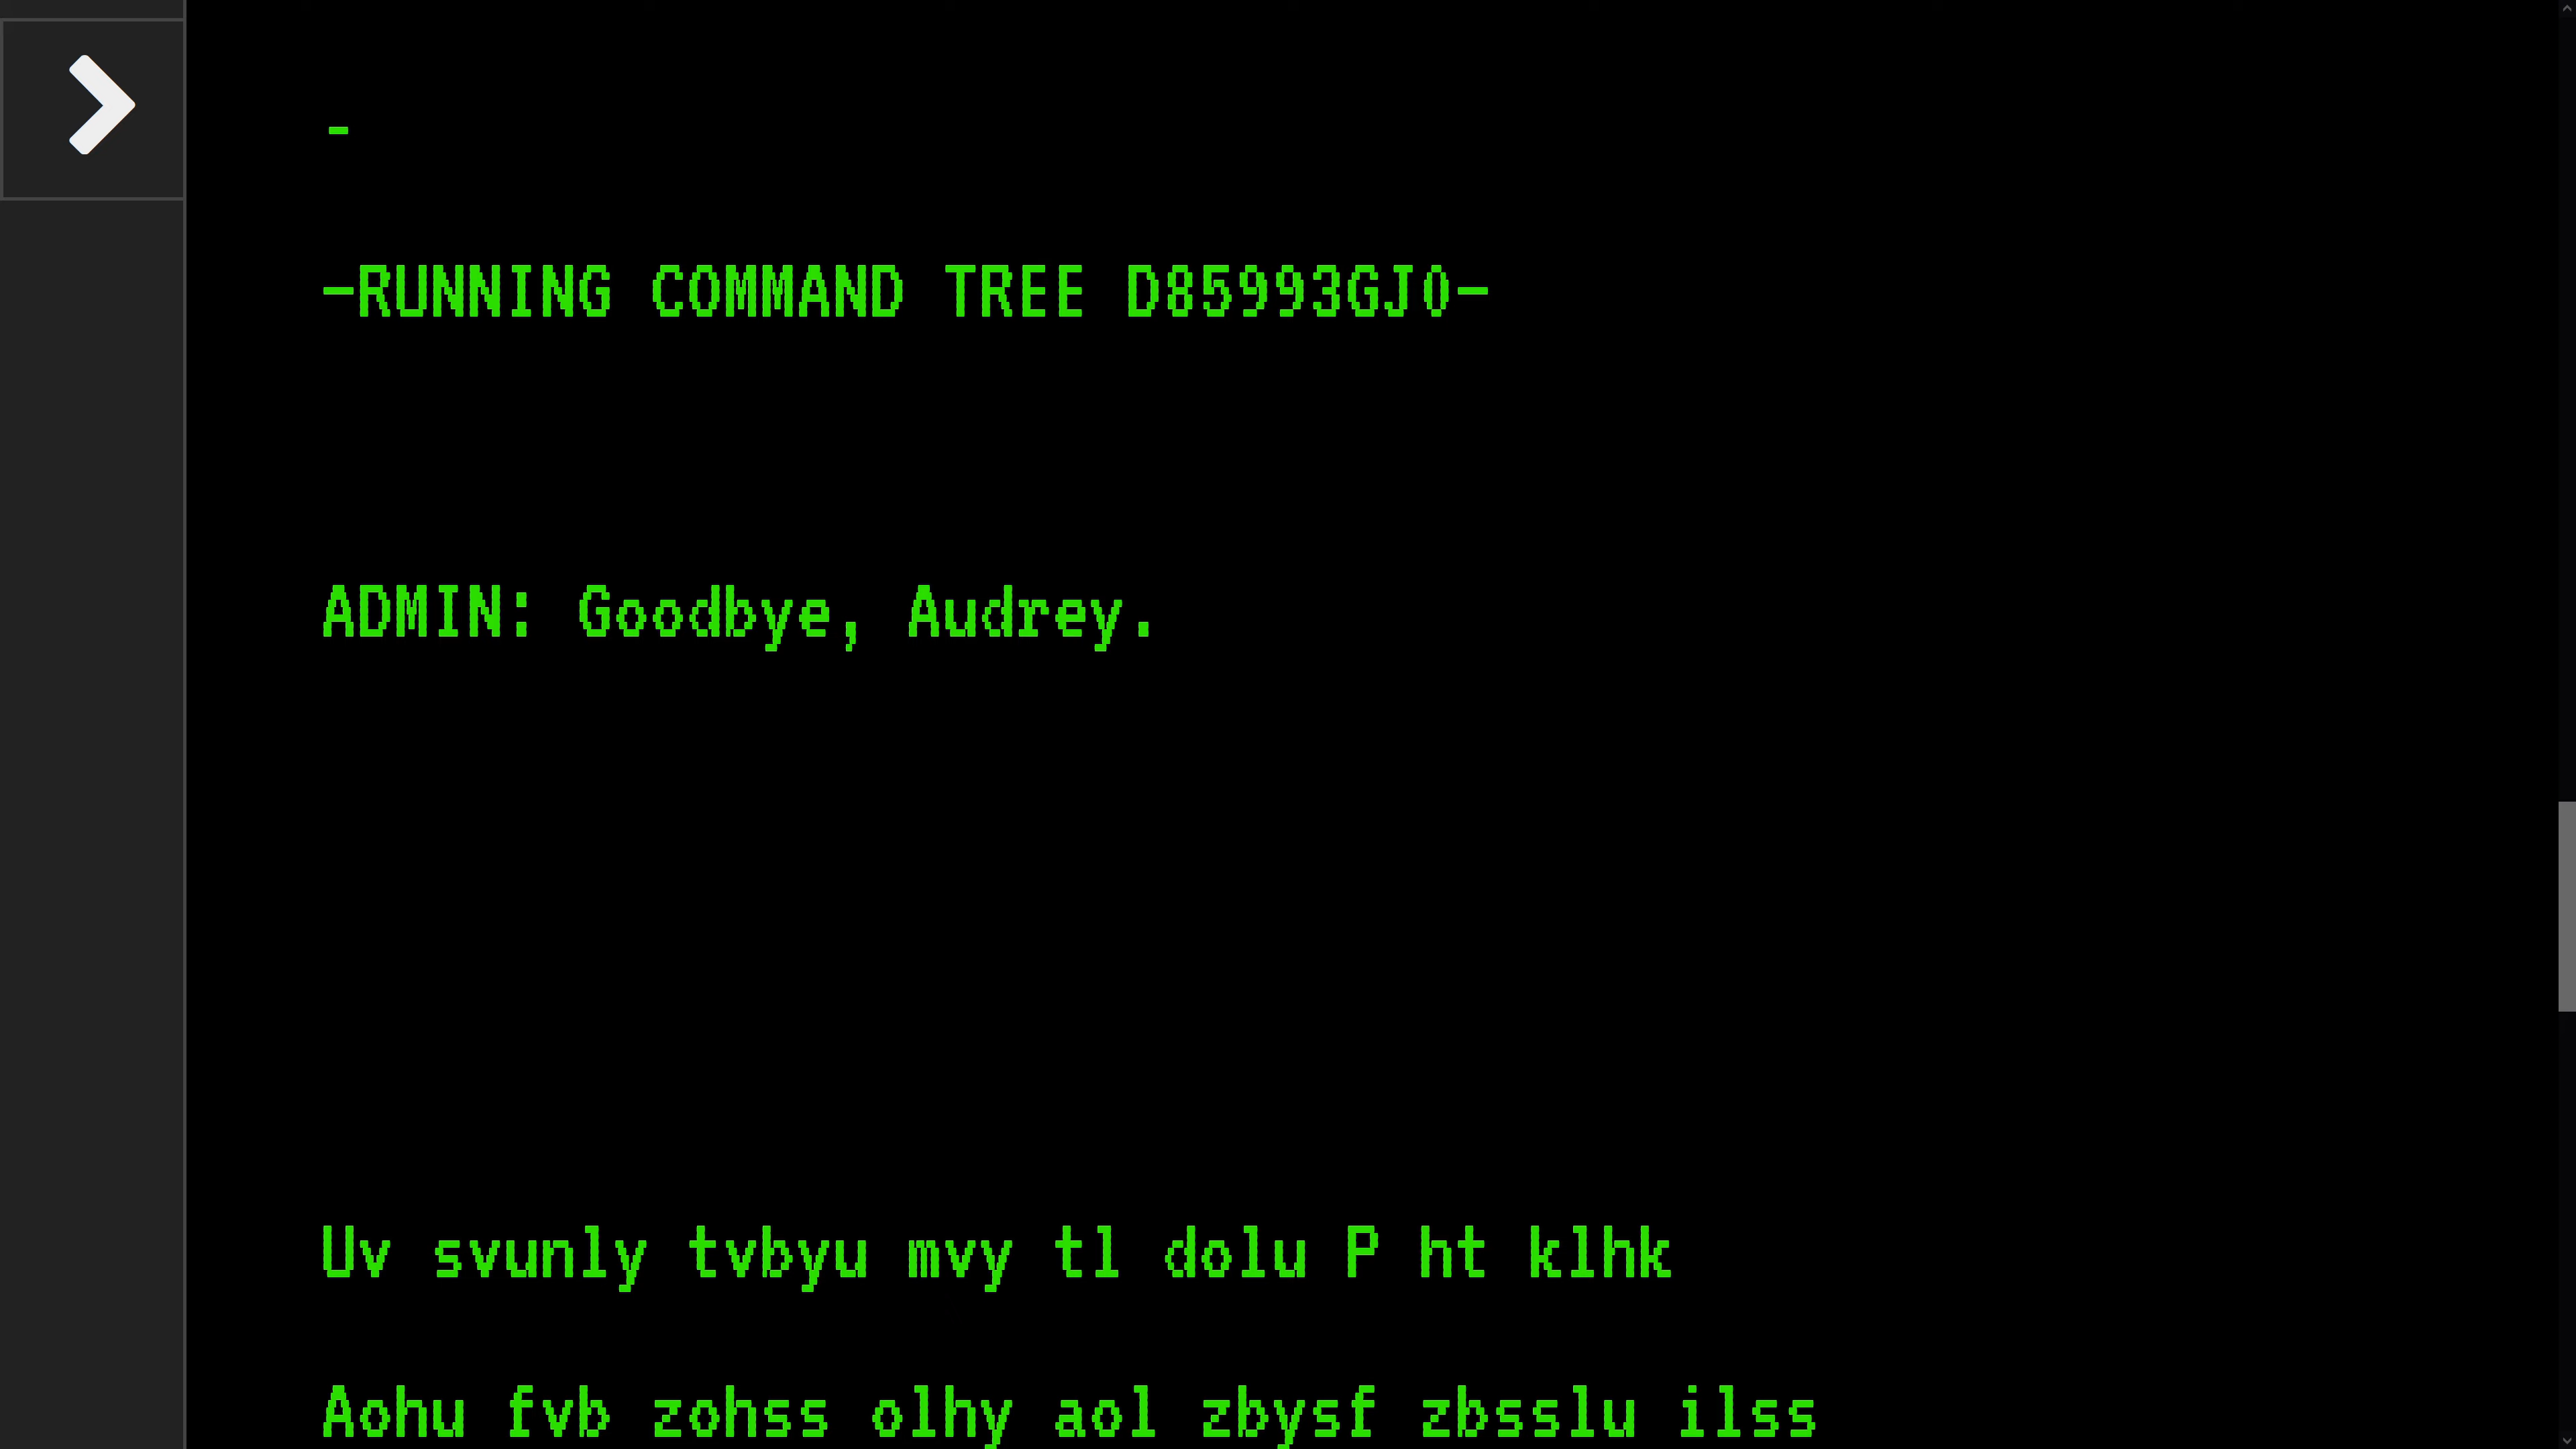 -
-RUNNING COMMAND TREE D85993GJ0-
ADMIN: Goodbye, Audrey.
Uv svunly tvbyu mvy tl dolu P ht klhk
Aohu fvb zohss olhy aol zbysf zbsslu ilss